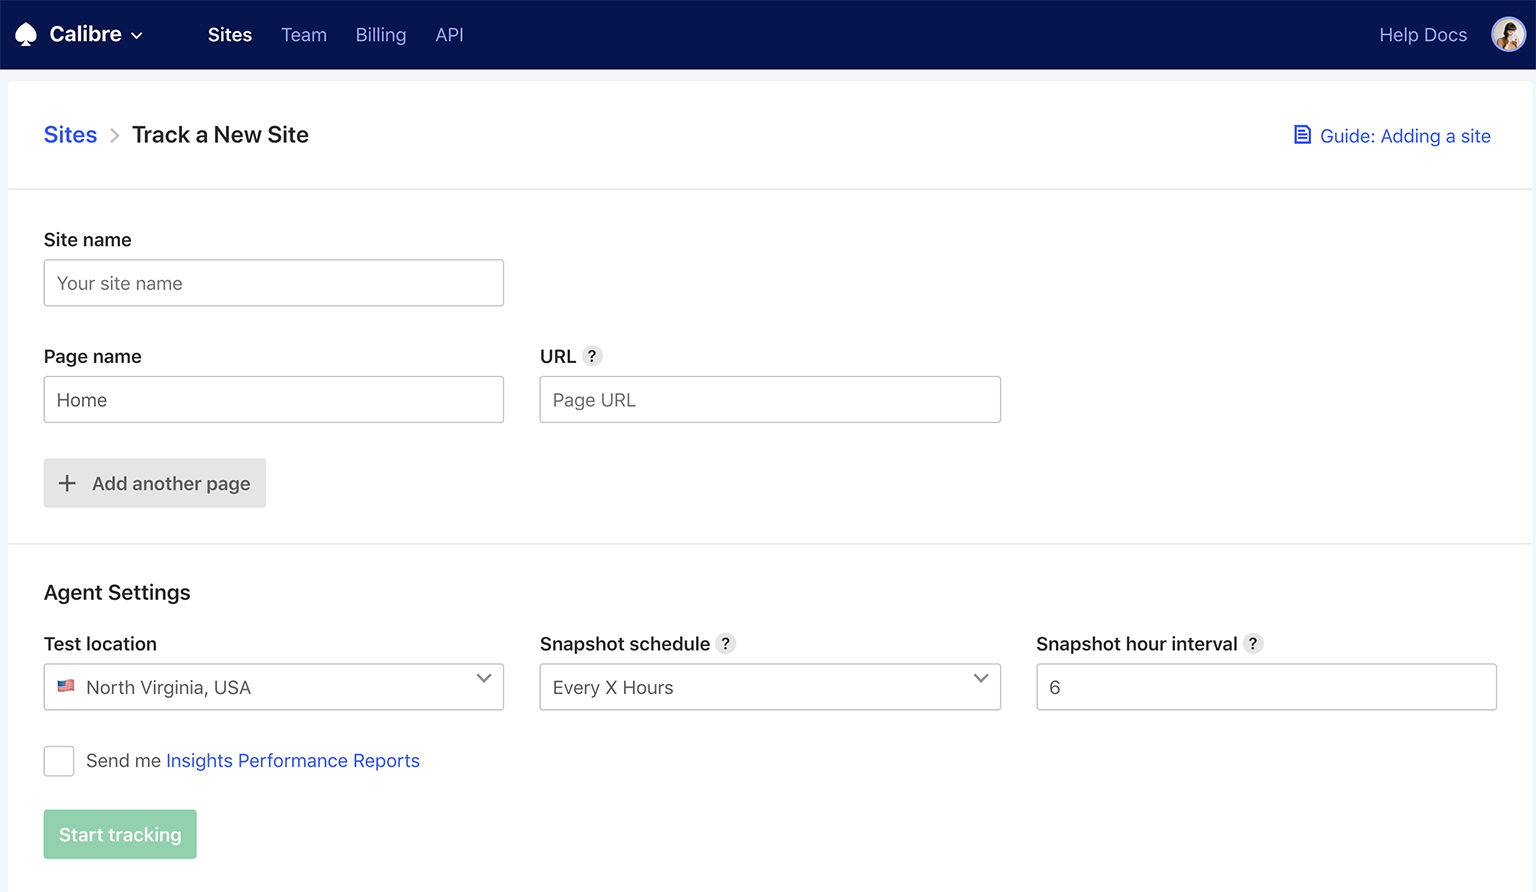 Calibre Sites Team Billing API Help Docs
Sites > Track a New Site Guide: Adding a site
Site name
Your site name
Page name URL ?
Home Page URL
+ Add another page
Agent Settings
Test location Snapshot schedule ? Snapshot hour interval ?
North Virginia, USA Every X Hours 6
Send me Insights Performance Reports
Start tracking